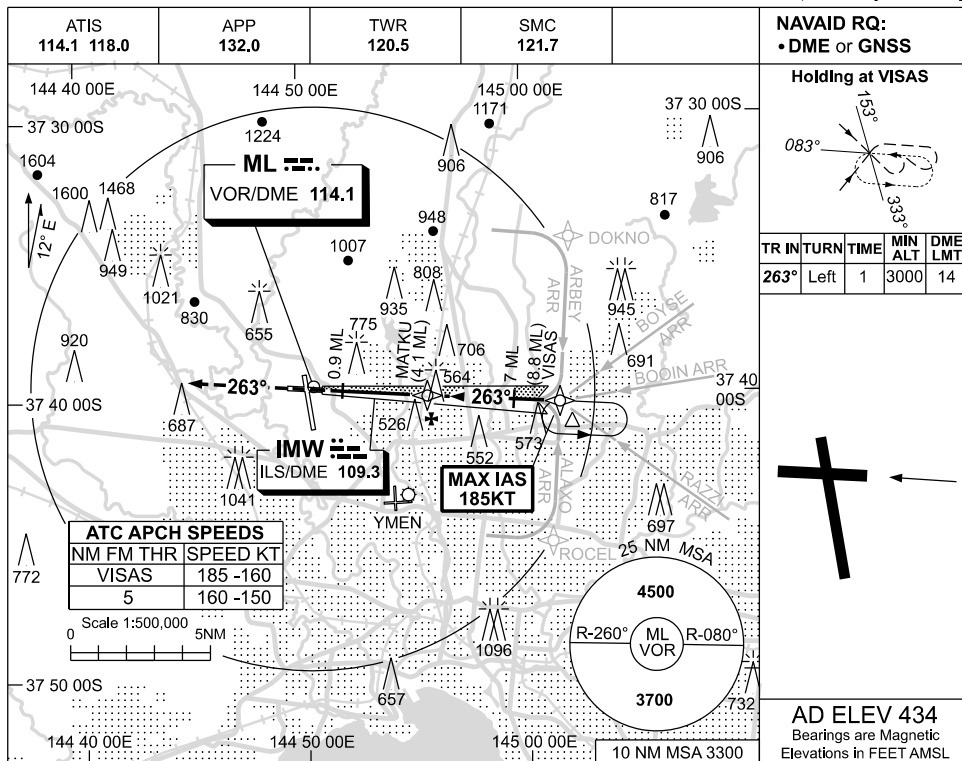 ATIS
114.1 118.0
APP
132.0
TWR
120.5
SMC
121.7
NAVAID RQ:
• DME or GNSS
Holding at VISAS
153°
083°
333°
TR IN TURN TIME MIN ALT DME LMT
263° Left 1 3000 14
144 40 00E
144 50 00E
145 00 00E
37 30 00S
37 30 00S
1224
1171
906
906
1604
ML
VOR/DME 114.1
1600
1468
12° E
949
948
817
DOKNO
1007
1021
808
935
945
830
655
ARBEY ARR
BOYSE ARR
775
706
691
920
0.9 ML
MATKU (4.1 ML)
7 ML
(8.8 ML) VISAS
564
BOOIN ARR
37 40 00S
263°
263°
37 40 00S
687
526
573
552
IMW
ILS/DME 109.3
1041
MAX IAS 185KT
ALAXO ARR
RAZZI ARR
YMEN
697
ROCEL
ATC APCH SPEEDS
NM FM THR SPEED KT
VISAS 185 -160
5 160 -150
772
Scale 1:500,000
0 5NM
25 NM MSA
4500
R-260° ML VOR R-080°
3700
1096
657
732
37 50 00S
144 40 00E
144 50 00E
145 00 00E
10 NM MSA 3300
AD ELEV 434
Bearings are Magnetic
Elevations in FEET AMSL